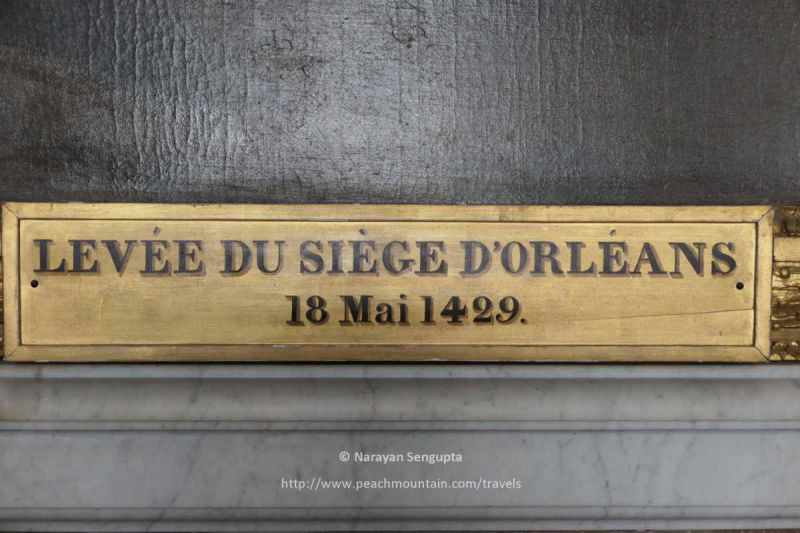 LEVÉE DU SIÈGE D'ORLÉANS
18 Mai 1429.
© Narayan Sengupta
http://www.peachmountain.com/travels